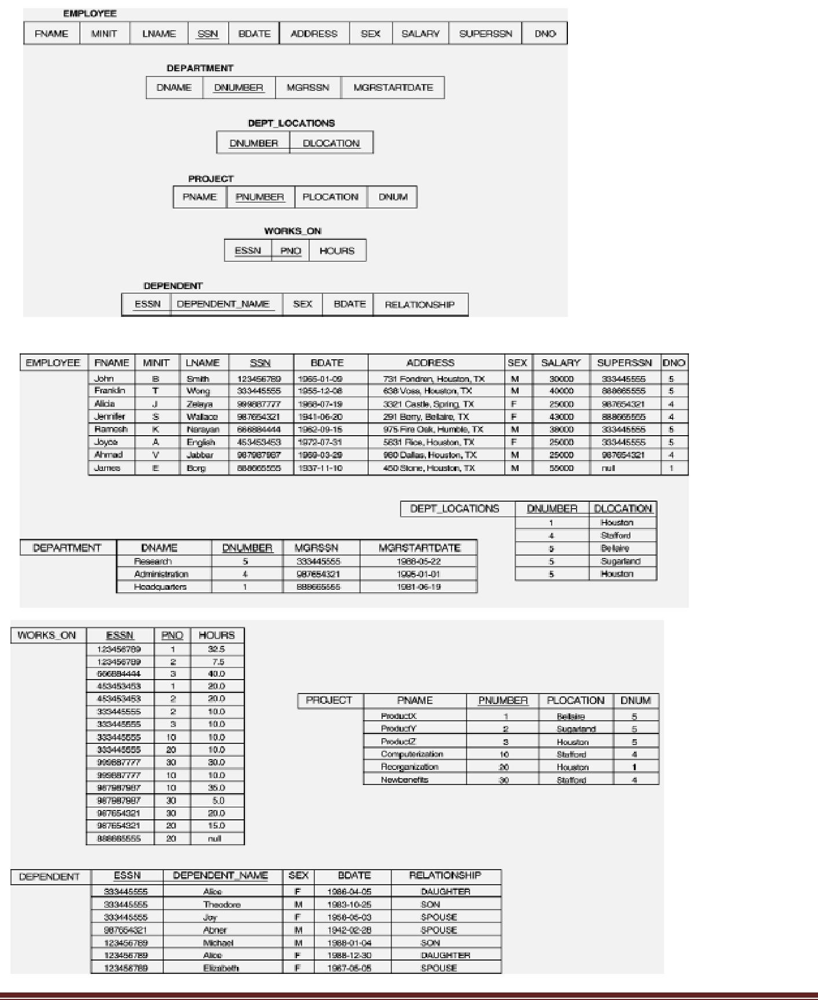 EMPLOYEE
FNAME MINIT LNAME SSN BDATE ADDRESS SEX SALARY SUPERSSN DNO
DEPARTMENT
DNAME DNUMBER MGRSSN MGRSTARTDATE
DEPT_LOCATIONS
DNUMBER DLOCATION
PROJECT
PNAME PNUMBER PLOCATION DNUM
WORKS_ON
ESSN PNO HOURS
DEPENDENT
ESSN DEPENDENT_NAME SEX BDATE RELATIONSHIP
EMPLOYEE FNAME MINIT LNAME SSN BDATE ADDRESS SEX SALARY SUPERSSN DNO
John B Smith 123456789 1965-01-09 731 Fondren, Houston, TX M 30000 333445555 5
Franklin T Wong 333445555 1955-12-08 638 Voss, Houston, TX M 40000 888665555 5
Alicia J Zelaya 999887777 1968-07-19 3321 Castle, Spring, TX F 25000 987654321 4
Jennifer S Wallace 987654321 1941-06-20 291 Berry, Bellaire, TX F 43000 888665555 4
Ramesh K Narayan 666884444 1962-09-15 975 Fire Oak, Humble, TX M 38000 333445555 5
Joyce A English 453453453 1972-07-31 5631 Rice, Houston, TX F 25000 333445555 5
Ahmad V Jabbar 987987987 1969-03-29 980 Dallas, Houston, TX M 25000 987654321 4
James E Borg 888665555 1937-11-10 450 Stone, Houston, TX M 55000 null 1
DEPT_LOCATIONS DNUMBER DLOCATION
1 Houston
4 Stafford
5 Bellaire
5 Sugarland
5 Houston
DEPARTMENT DNAME DNUMBER MGRSSN MGRSTARTDATE
Research 5 333445555 1988-05-22
Administration 4 987654321 1995-01-01
Headquarters 1 888665555 1981-06-19
WORKS_ON ESSN PNO HOURS
123456789 1 32.5
123456789 2 7.5
666884444 3 40.0
453453453 1 20.0
453453453 2 20.0
333445555 2 10.0
333445555 3 10.0
333445555 10 10.0
333445555 20 10.0
999887777 30 30.0
999887777 10 10.0
987987987 10 35.0
987987987 30 5.0
987654321 30 20.0
987654321 20 15.0
888665555 20 null
PROJECT PNAME PNUMBER PLOCATION DNUM
ProductX 1 Bellaire 5
ProductY 2 Sugarland 5
ProductZ 3 Houston 5
Computerization 10 Stafford 4
Reorganization 20 Houston 1
Newbenefits 30 Stafford 4
DEPENDENT ESSN DEPENDENT_NAME SEX BDATE RELATIONSHIP
333445555 Alice F 1986-04-05 DAUGHTER
333445555 Theodore M 1983-10-25 SON
333445555 Joy F 1958-05-03 SPOUSE
987654321 Abner M 1942-02-28 SPOUSE
123456789 Michael M 1988-01-04 SON
123456789 Alice F 1988-12-30 DAUGHTER
123456789 Elizabeth F 1967-05-05 SPOUSE